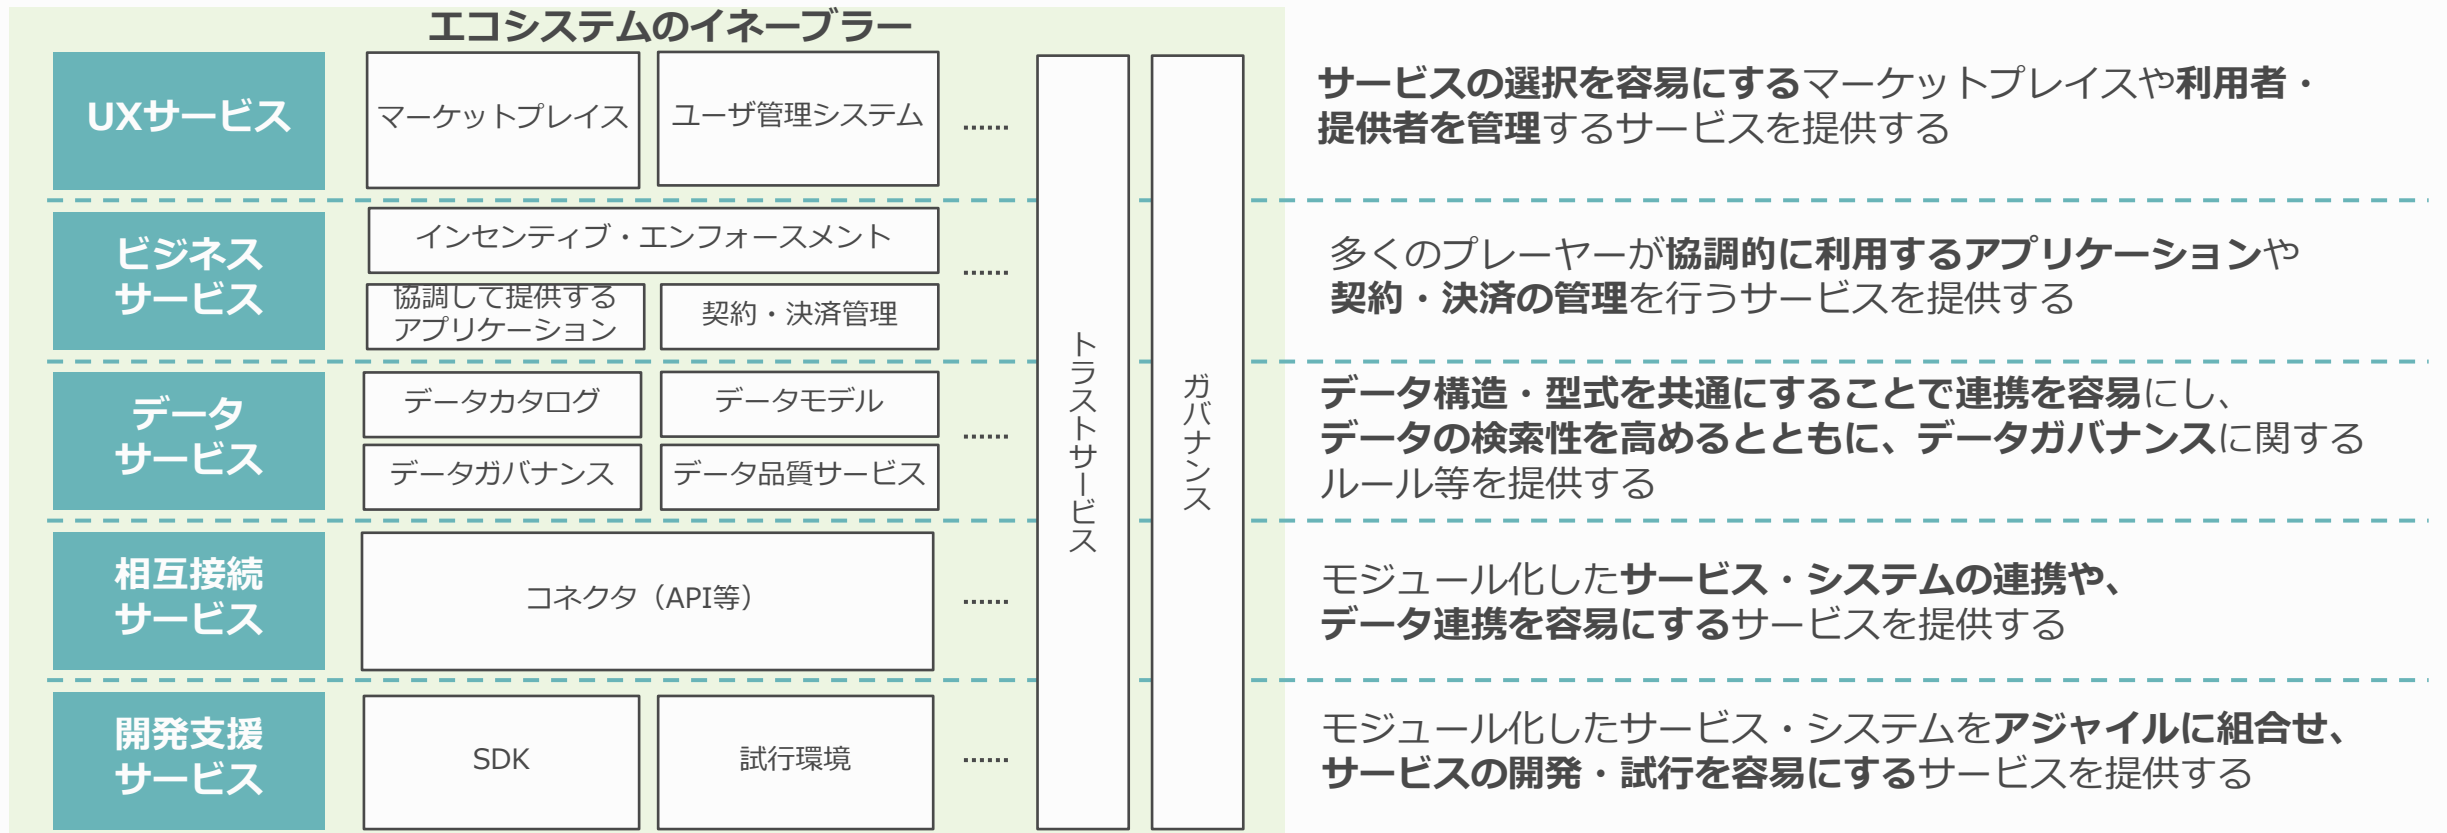 エコシステムのイネーブラー
UXサービス
マーケットプレイス
ユーザ管理システム
......
サービスの選択を容易にするマーケットプレイスや利用者・
提供者を管理するサービスを提供する
ビジネス
サービス
インセンティブ・エンフォースメント
協調して提供する
アプリケーション
契約・決済管理
......
多くのプレーヤーが協調的に利用するアプリケーションや
契約・決済の管理を行うサービスを提供する
データ
サービス
データカタログ
データモデル
データガバナンス
データ品質サービス
......
データ構造・型式を共通にすることで連携を容易にし、
データの検索性を高めるとともに、データガバナンスに関する
ルール等を提供する
相互接続
サービス
コネクタ（API等）
......
モジュール化したサービス・システムの連携や、
データ連携を容易にするサービスを提供する
開発支援
サービス
SDK
試行環境
......
モジュール化したサービス・システムをアジャイルに組合せ、
サービスの開発・試行を容易にするサービスを提供する
トラストサービス
ガバナンス